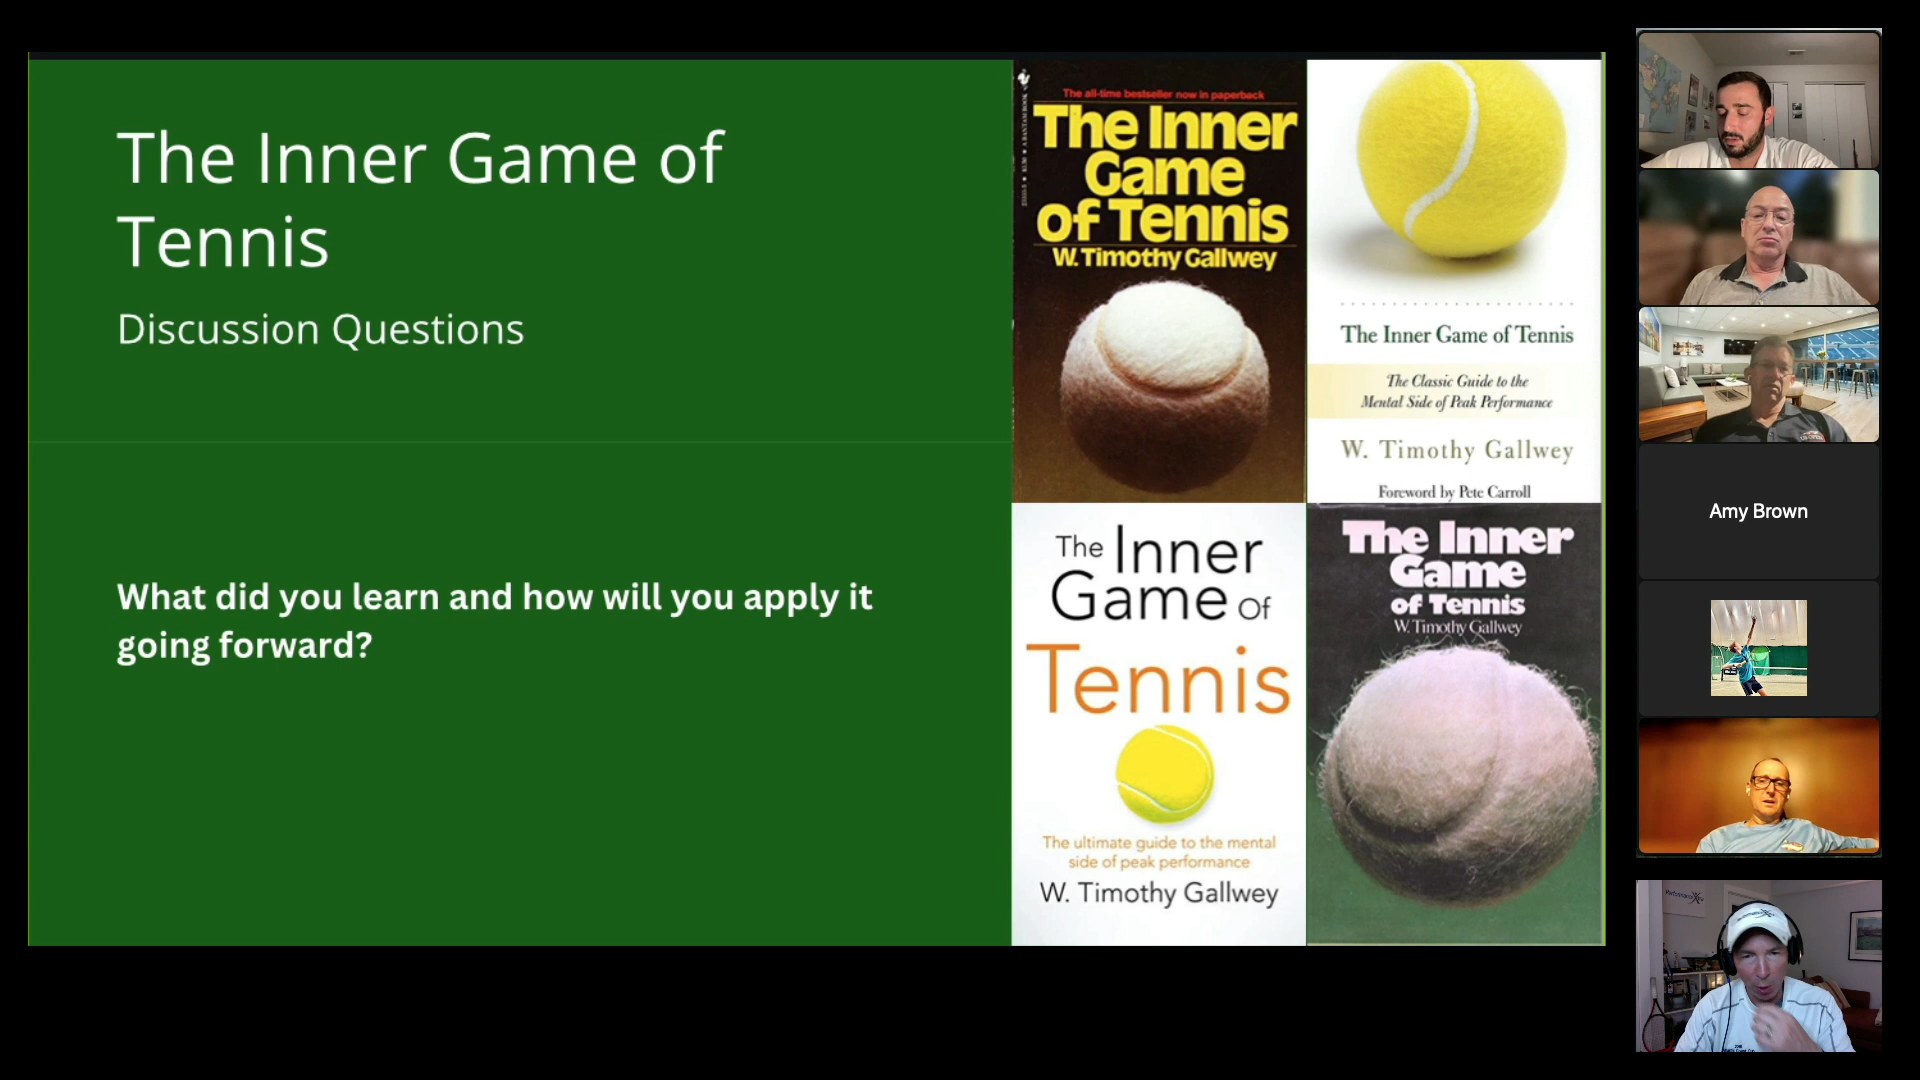 The Inner Game of
Tennis
Discussion Questions
What did you learn and how will you apply it
going forward?
The all-time bestseller now in paperback
The Inner
Game
of Tennis
W. Timothy Gallwey
The Inner Game of Tennis
The Classic Guide to the
Mental Side of Peak Performance
W. Timothy Gallwey
Foreword by Pete Carroll
The Inner
Game OF
Tennis
The ultimate guide to the mental
side of peak performance
W. Timothy Gallwey
The Inner
Game
of Tennis
W. Timothy Gallwey
Amy Brown